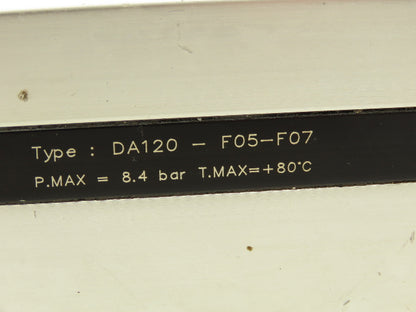 Type : DA120 - F05-F07
P.MAX = 8.4 bar T.MAX=+80°C